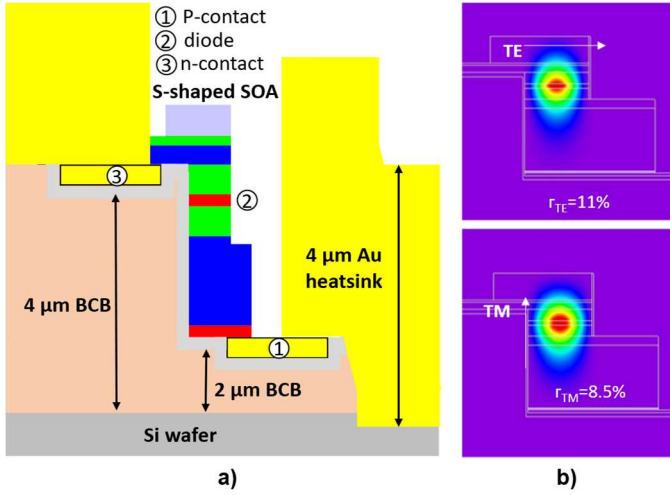 ① P-contact
② diode
③ n-contact
S-shaped SOA
③
②
4 µm BCB
4 µm Au
heatsink
①
2 µm BCB
Si wafer
a)
TE
r_TE=11%
TM
r_TM=8.5%
b)